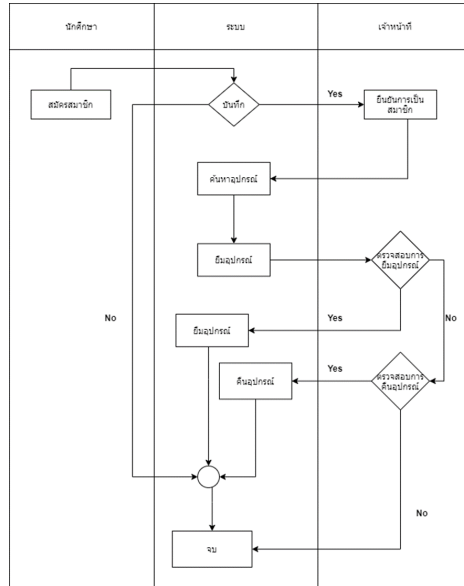 นักศึกษา
ระบบ
เจ้าหน้าที่
สมัครสมาชิก
บันทึก
Yes
ยืนยันการเป็น
สมาชิก
ค้นหาอุปกรณ์
ยืมอุปกรณ์
ตรวจสอบการ
ยืมอุปกรณ์
No
ยืมอุปกรณ์
Yes
No
คืนอุปกรณ์
Yes
ตรวจสอบการ
คืนอุปกรณ์
No
จบ